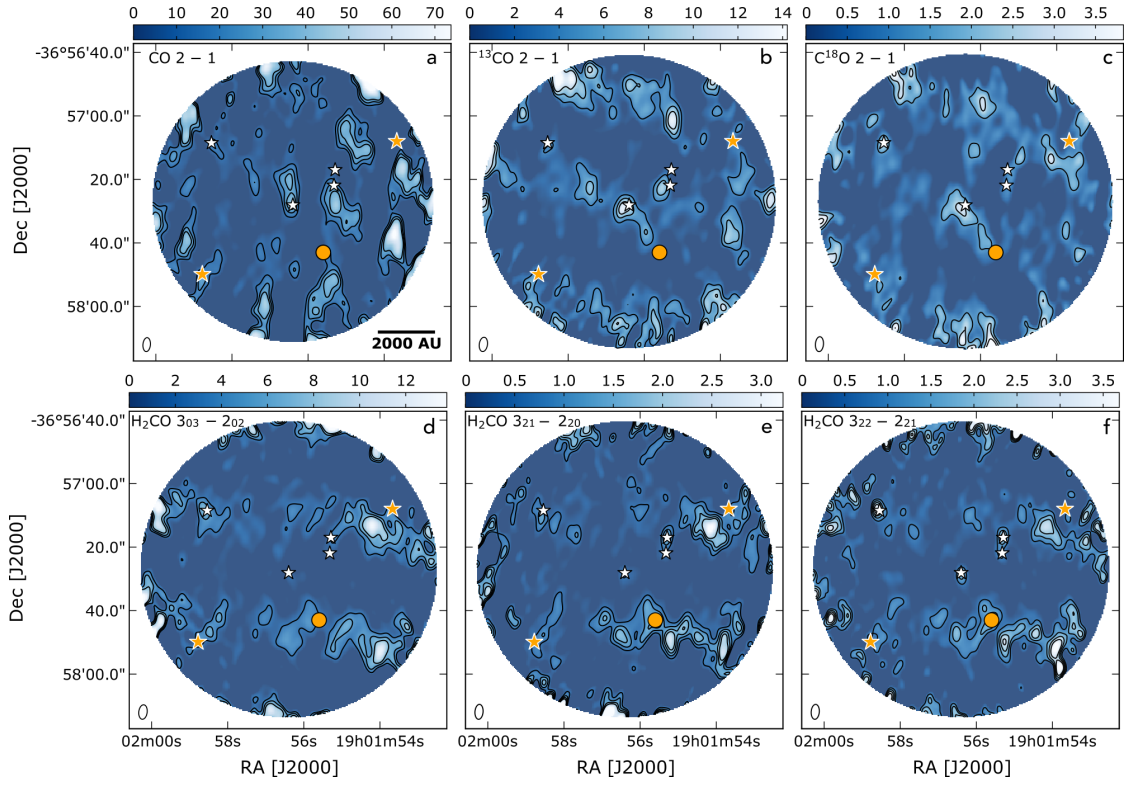 0 10 20 30 40 50 60 70
0 2 4 6 8 10 12 14
0.0 0.5 1.0 1.5 2.0 2.5 3.0 3.5
-36°56'40.0"
57'00.0"
20.0"
40.0"
58'00.0"
Dec [J2000]
CO 2 − 1 a
2000 AU
¹³CO 2 − 1 b
C¹⁸O 2 − 1 c
0 2 4 6 8 10 12
0.0 0.5 1.0 1.5 2.0 2.5 3.0
0.0 0.5 1.0 1.5 2.0 2.5 3.0 3.5
-36°56'40.0"
57'00.0"
20.0"
40.0"
58'00.0"
Dec [J2000]
H₂CO 3₀₃ − 2₀₂ d
H₂CO 3₂₁ − 2₂₀ e
H₂CO 3₂₂ − 2₂₁ f
02m00s 58s 56s 19h01m54s
02m00s 58s 56s 19h01m54s
02m00s 58s 56s 19h01m54s
RA [J2000]
RA [J2000]
RA [J2000]